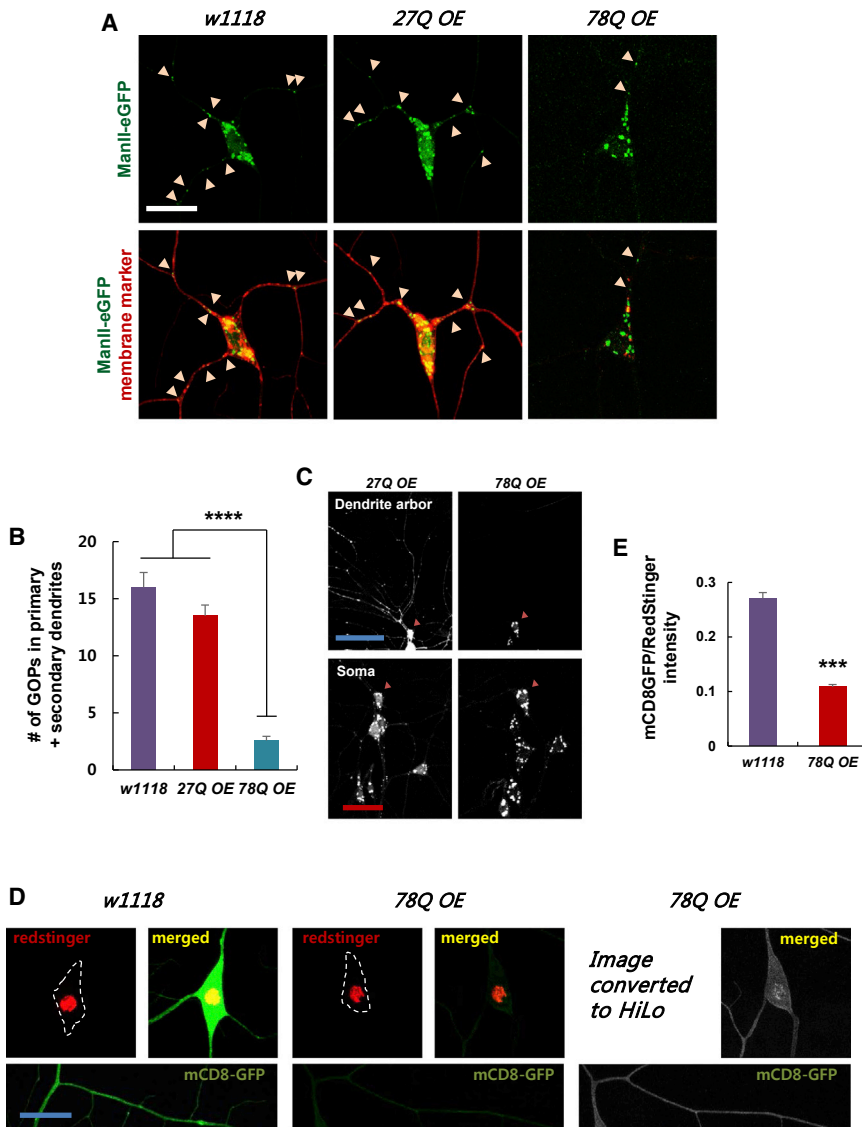 A
w1118
27Q OE
78Q OE
ManII-eGFP
ManII-eGFP
membrane marker
B
****
# of GOPs in primary
+ secondary dendrites
20
15
10
5
0
w1118
27Q OE
78Q OE
C
27Q OE
78Q OE
Dendrite arbor
Soma
E
mCD8GFP/RedStinger
intensity
0.3
0.2
0.1
0
***
w1118
78Q OE
D
w1118
78Q OE
78Q OE
redstinger
merged
redstinger
merged
Image
converted
to HiLo
merged
mCD8-GFP
mCD8-GFP
mCD8-GFP